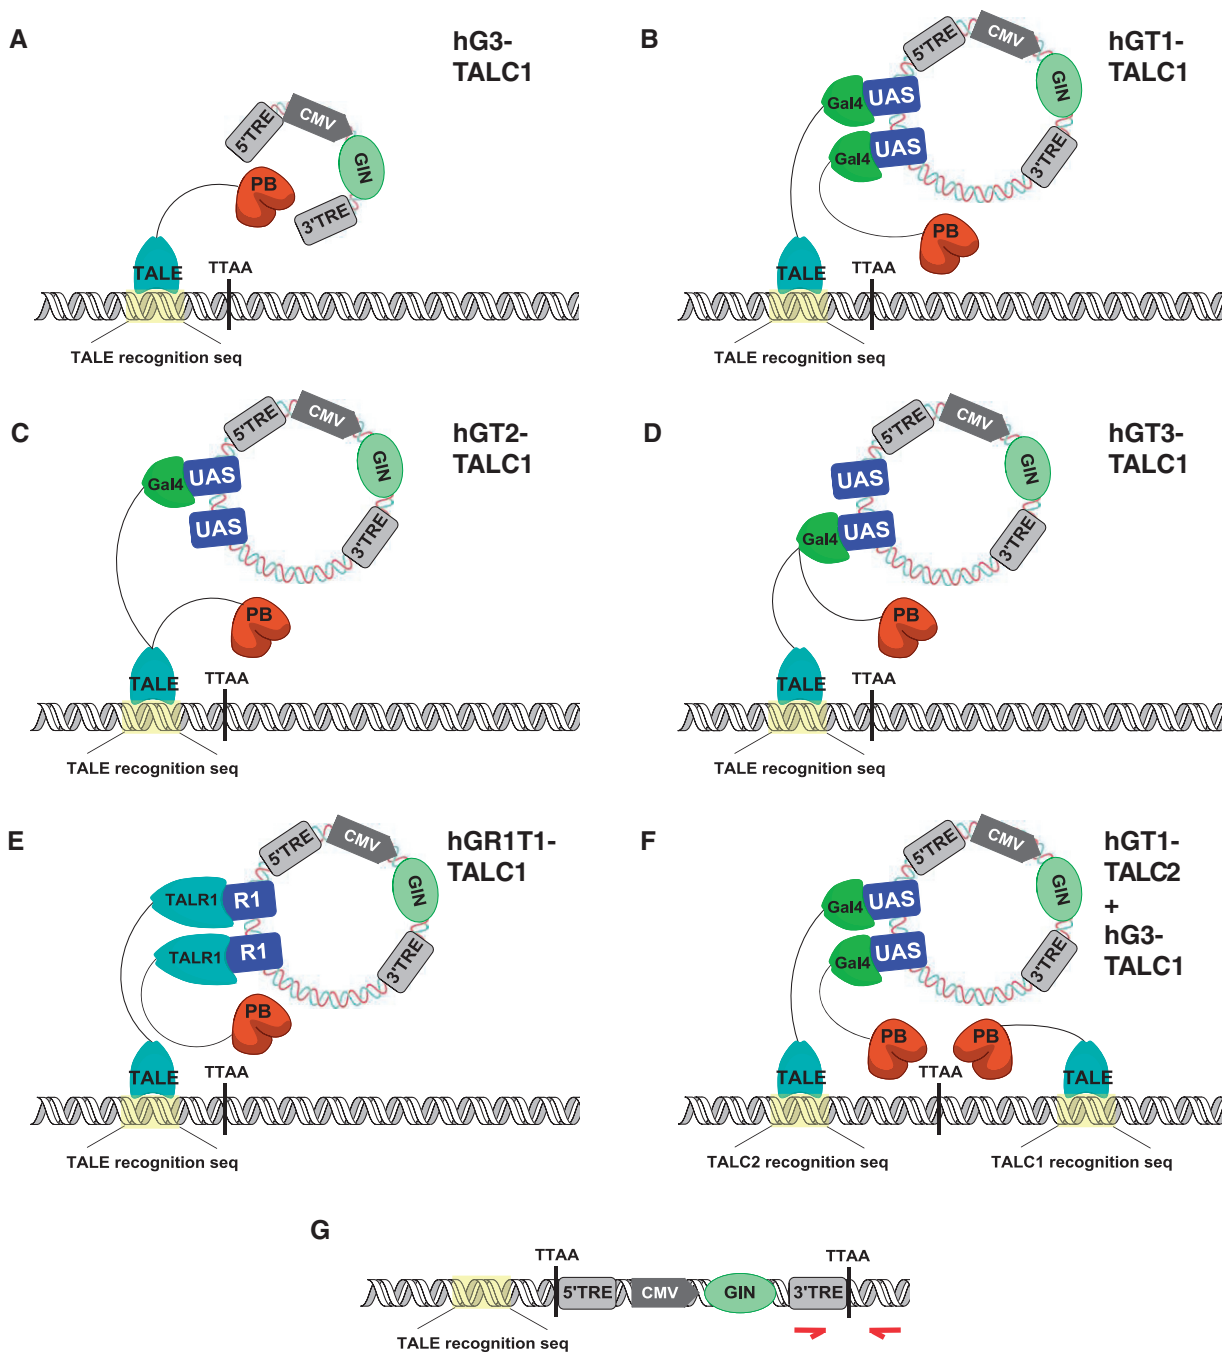 A
hG3-
TALC1
5'TRE
CMV
GIN
3'TRE
PB
TALE
TTAA
TALE recognition seq
B
hGT1-
TALC1
5'TRE
CMV
GIN
3'TRE
Gal4
UAS
Gal4
UAS
PB
TALE
TTAA
TALE recognition seq
C
hGT2-
TALC1
5'TRE
CMV
GIN
3'TRE
Gal4
UAS
UAS
PB
TALE
TTAA
TALE recognition seq
D
hGT3-
TALC1
5'TRE
CMV
GIN
3'TRE
UAS
Gal4
UAS
PB
TALE
TTAA
TALE recognition seq
E
hGR1T1-
TALC1
5'TRE
CMV
GIN
3'TRE
TALR1
R1
TALR1
R1
PB
TALE
TTAA
TALE recognition seq
F
hGT1-
TALC2
+
hG3-
TALC1
5'TRE
CMV
GIN
3'TRE
Gal4
UAS
Gal4
UAS
PB
PB
TALE
TTAA
TALE
TALC2 recognition seq
TALC1 recognition seq
G
TTAA
TTAA
5'TRE
CMV
GIN
3'TRE
TALE recognition seq